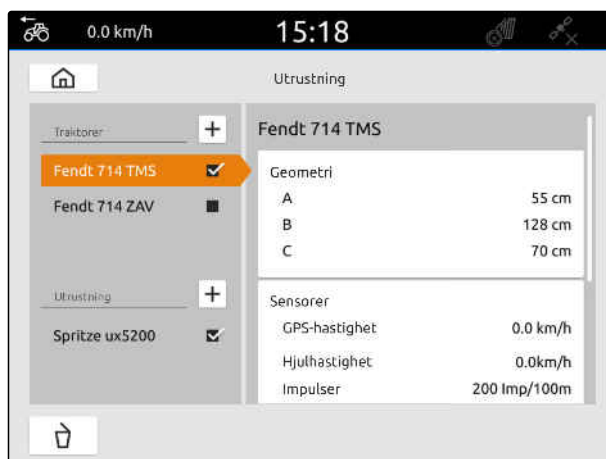 0.0 km/h 15:18
Utrustning
Traktorer
Fendt 714 TMS
Fendt 714 ZAV
Utrustning
Spritze ux5200
Fendt 714 TMS
Geometri
A 55 cm
B 128 cm
C 70 cm
Sensorer
GPS-hastighet 0.0 km/h
Hjulhastighet 0.0km/h
Impulser 200 Imp/100m